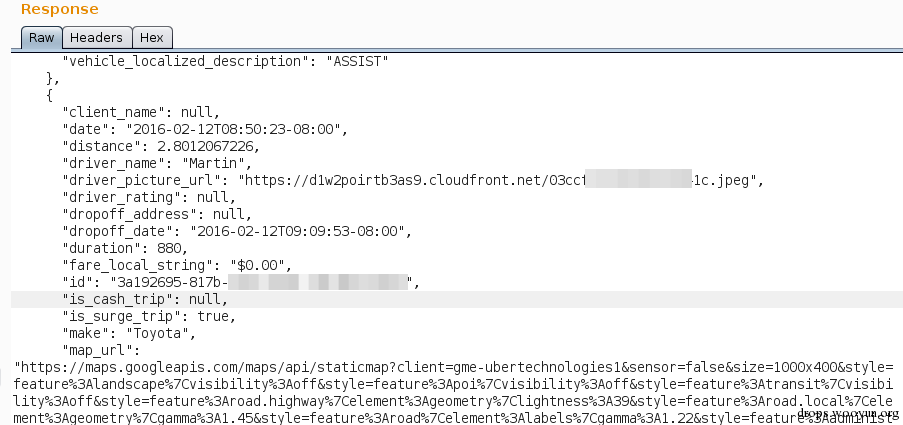 Response
Raw Headers Hex
"vehicle_localized_description": "ASSIST"
},
{
"client_name": null,
"date": "2016-02-12T08:50:23-08:00",
"distance": 2.8012067226,
"driver_name": "Martin",
"driver_picture_url": "https://d1w2poirtb3as9.cloudfront.net/03ccf 1c.jpeg",
"driver_rating": null,
"dropoff_address": null,
"dropoff_date": "2016-02-12T09:09:53-08:00",
"duration": 880,
"fare_local_string": "$0.00",
"id": "3a192695-817b- ",
"is_cash_trip": null,
"is_surge_trip": true,
"make": "Toyota",
"map_url":
"https://maps.googleapis.com/maps/api/staticmap?client=gme-ubertechnologies1&sensor=false&size=1000x400&style=
feature%3Alandscape%7Cvisibility%3Aoff&style=feature%3Apoi%7Cvisibility%3Aoff&style=feature%3Atransit%7Cvisibi
lity%3Aoff&style=feature%3Aroad.highway%7Celement%3Ageometry%7Clightness%3A39&style=feature%3Aroad.local%7Cele
ment%3Ageometry%7Cgamma%3A1.45&style=feature%3Aroad%7Celement%3Alabels%7Cgamma%3A1.22&style=feature%3Aadminist
drops.wooyun.org